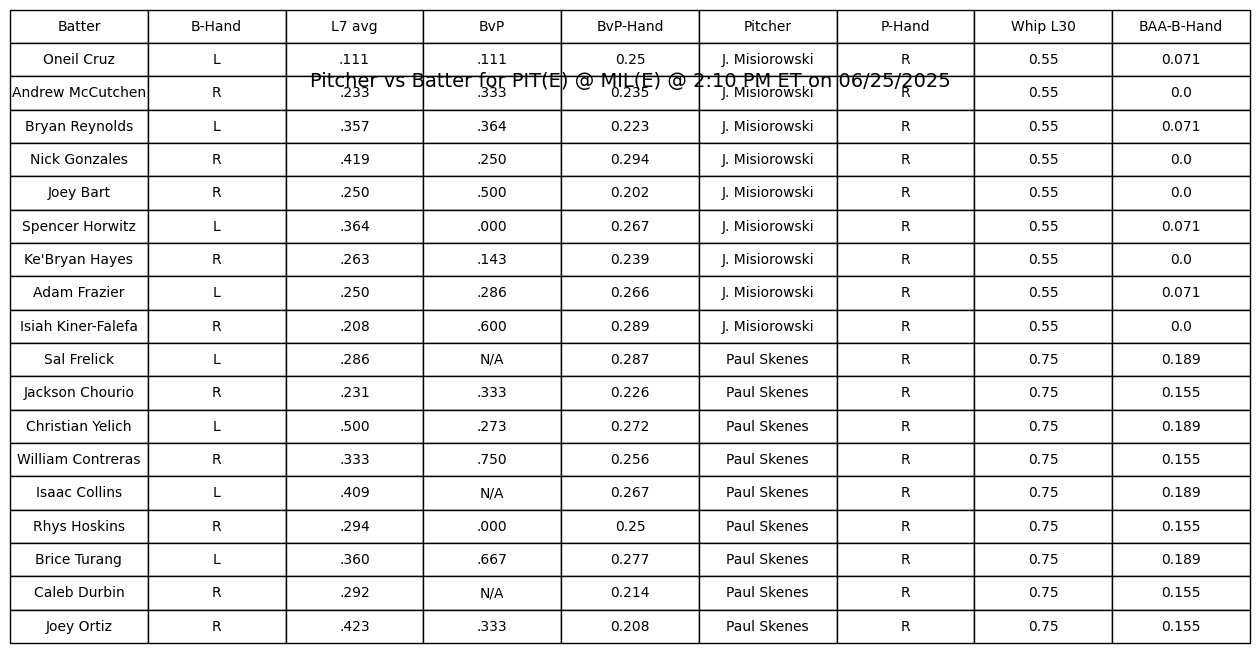 Batter B-Hand L7 avg BvP BvP-Hand Pitcher P-Hand Whip L30 BAA-B-Hand
Oneil Cruz L .111 .111 0.25 J. Misiorowski R 0.55 0.071
Pitcher vs Batter for PIT(E) @ MIL(E) @ 2:10 PM ET on 06/25/2025
Andrew McCutchen R .233 .333 0.235 J. Misiorowski R 0.55 0.0
Bryan Reynolds L .357 .364 0.223 J. Misiorowski R 0.55 0.071
Nick Gonzales R .419 .250 0.294 J. Misiorowski R 0.55 0.0
Joey Bart R .250 .500 0.202 J. Misiorowski R 0.55 0.0
Spencer Horwitz L .364 .000 0.267 J. Misiorowski R 0.55 0.071
Ke'Bryan Hayes R .263 .143 0.239 J. Misiorowski R 0.55 0.0
Adam Frazier L .250 .286 0.266 J. Misiorowski R 0.55 0.071
Isiah Kiner-Falefa R .208 .600 0.289 J. Misiorowski R 0.55 0.0
Sal Frelick L .286 N/A 0.287 Paul Skenes R 0.75 0.189
Jackson Chourio R .231 .333 0.226 Paul Skenes R 0.75 0.155
Christian Yelich L .500 .273 0.272 Paul Skenes R 0.75 0.189
William Contreras R .333 .750 0.256 Paul Skenes R 0.75 0.155
Isaac Collins L .409 N/A 0.267 Paul Skenes R 0.75 0.189
Rhys Hoskins R .294 .000 0.25 Paul Skenes R 0.75 0.155
Brice Turang L .360 .667 0.277 Paul Skenes R 0.75 0.189
Caleb Durbin R .292 N/A 0.214 Paul Skenes R 0.75 0.155
Joey Ortiz R .423 .333 0.208 Paul Skenes R 0.75 0.155